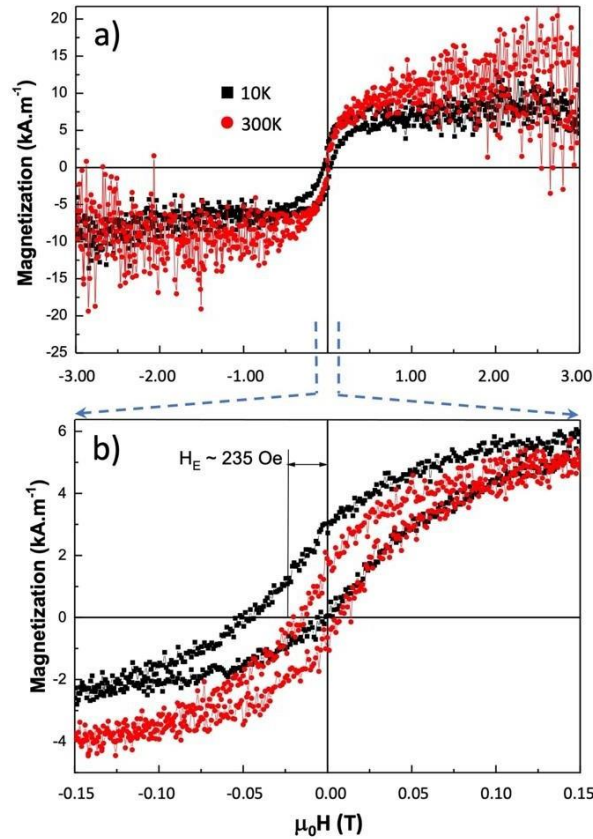 a)
20
15
10
5
0
-5
-10
-15
-20
-25
Magnetization (kA.m⁻¹)
10K
300K
-3.00 -2.00 -1.00 1.00 2.00 3.00
b)
H_E ~ 235 Oe
6
4
2
0
-2
-4
Magnetization (kA.m⁻¹)
-0.15 -0.10 -0.05 0.00 0.05 0.10 0.15
μ₀H (T)